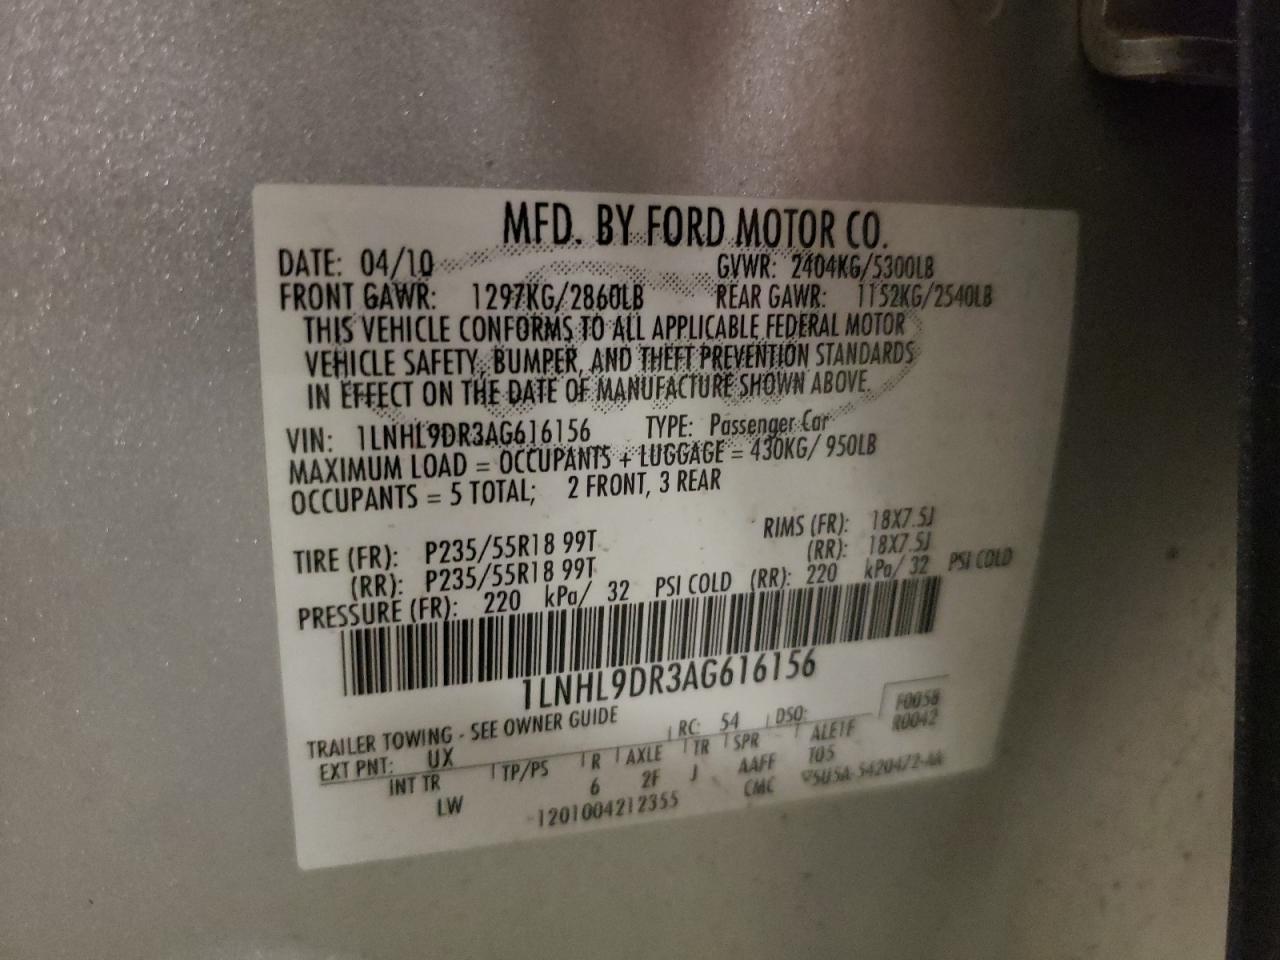 MFD. BY FORD MOTOR CO.
DATE: 04/10 GVWR: 2404KG/5300LB
FRONT GAWR: 1297KG/2860LB REAR GAWR: 1152KG/2540LB
THIS VEHICLE CONFORMS TO ALL APPLICABLE FEDERAL MOTOR
VEHICLE SAFETY, BUMPER, AND THEFT PREVENTION STANDARDS
IN EFFECT ON THE DATE OF MANUFACTURE SHOWN ABOVE.
VIN: 1LNHL9DR3AG616156 TYPE: Passenger Car
MAXIMUM LOAD = OCCUPANTS + LUGGAGE = 430KG/ 950LB
OCCUPANTS = 5 TOTAL; 2 FRONT, 3 REAR
TIRE (FR): P235/55R18 99T RIMS (FR): 18X7.5J
(RR): P235/55R18 99T (RR): 18X7.5J
PRESSURE (FR): 220 kPa/ 32 PSI COLD (RR): 220 kPa/ 32 PSI COLD
1LNHL9DR3AG616156
TRAILER TOWING - SEE OWNER GUIDE
F0058
R0042
EXT PNT: UX RC: 54 DSO:
INT TR TP/PS R AXLE TR SPR ALE1F
LW 6 2F J AAFF T05
-1201004212355 CMC